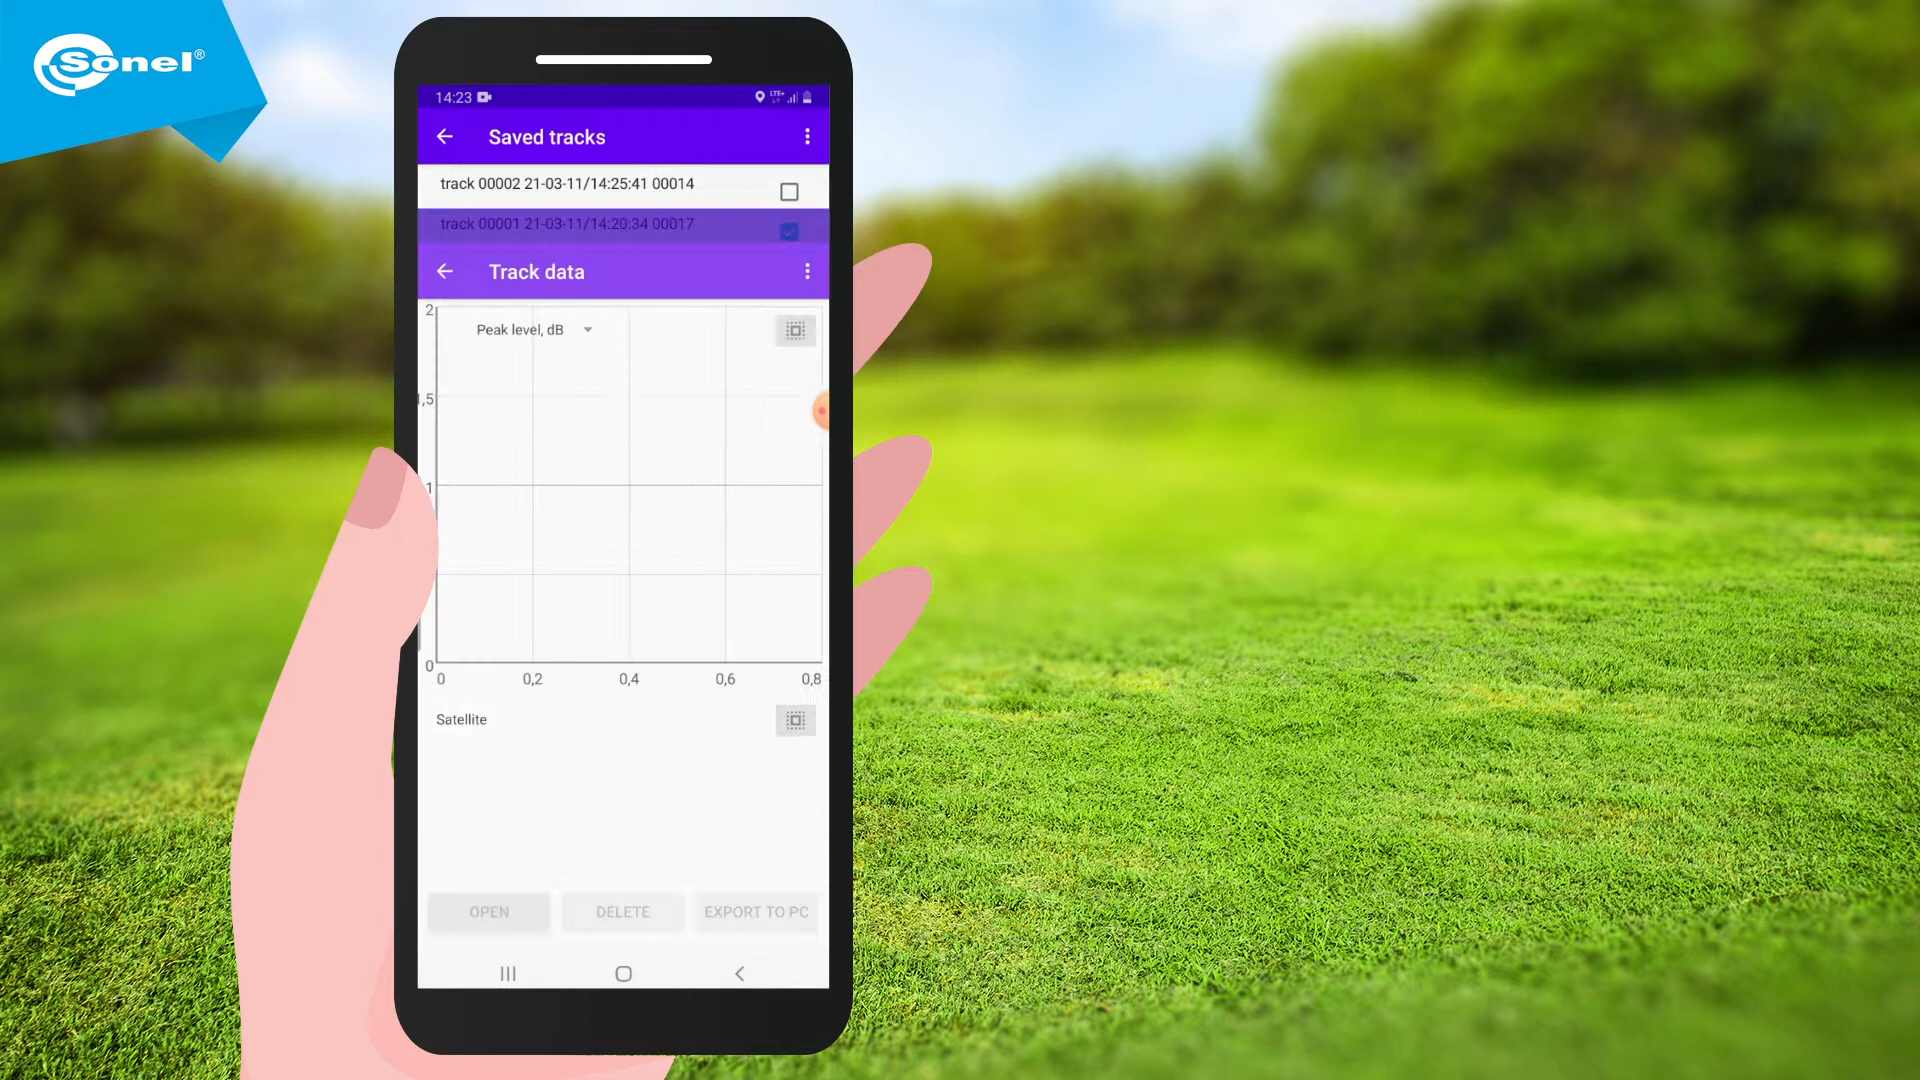 Sonel®
14:23
LTE+
Saved tracks
track 00002 21-03-11/14:25:41 00014
track 00001 21-03-11/14:20:34 00017
Track data
2
Peak level, dB
1,5
1
0
0 0,2 0,4 0,6 0,8
Satellite
OPEN DELETE EXPORT TO PC